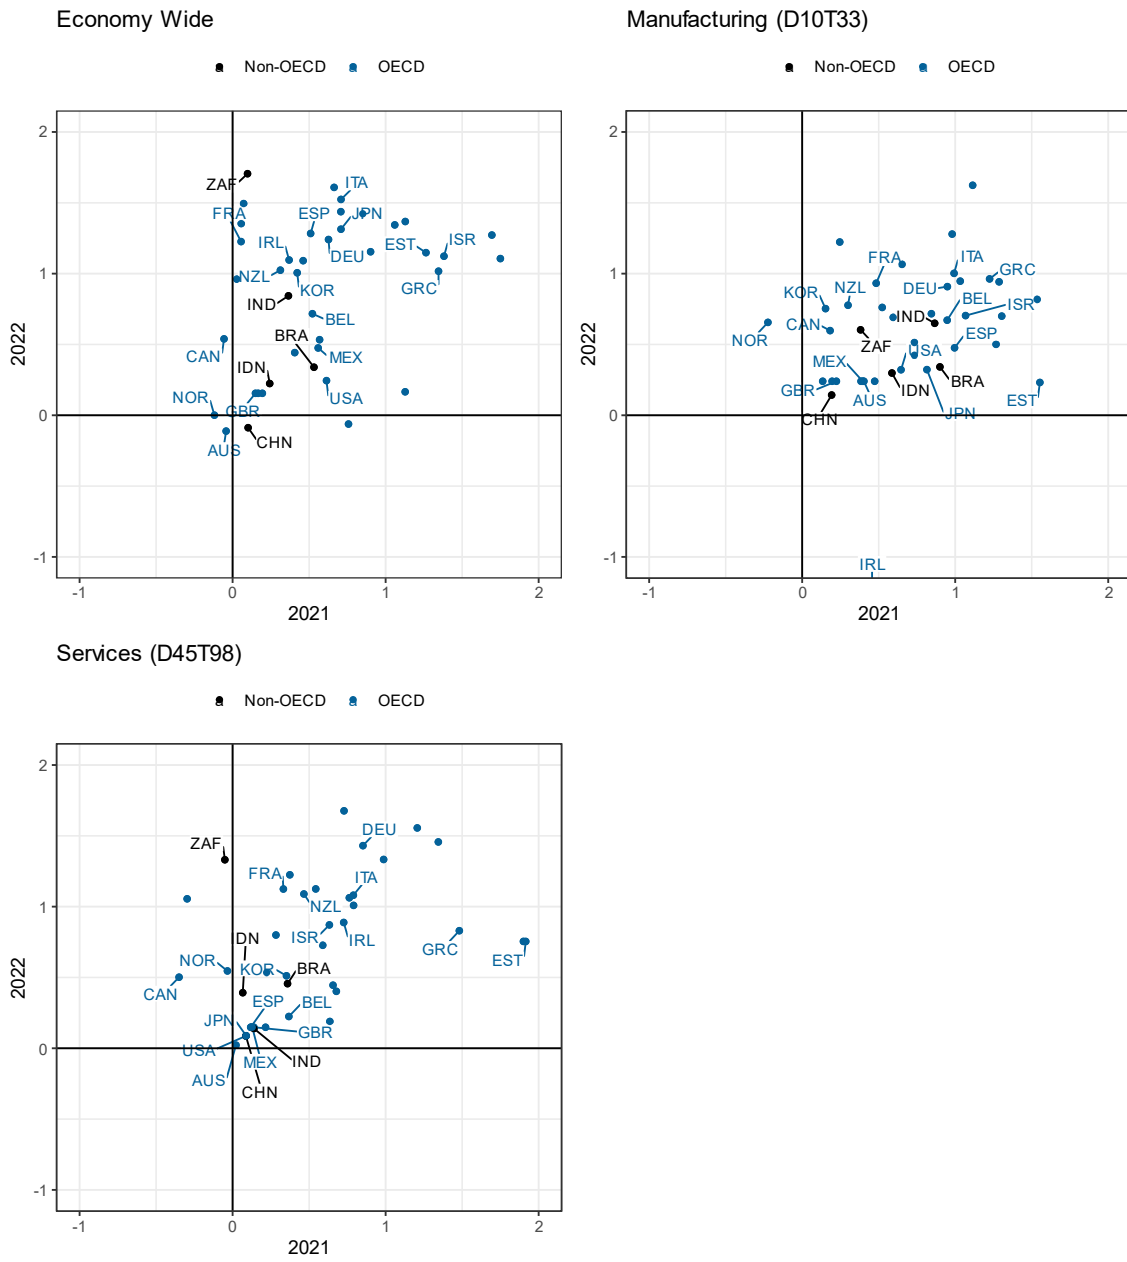 Economy Wide
Non-OECD OECD
2
ZAF
ITA
FRA
ESP
JPN
IRL
EST
ISR
DEU
1
NZL
GRC
KOR
IND
BEL
BRA
CAN
MEX
IDN
NOR
USA
GBR
0
CHN
AUS
-1
-1 0 1 2
2021
2022
Manufacturing (D10T33)
Non-OECD OECD
2
FRA
ITA
GRC
1
KOR
NZL
DEU
BEL
ISR
IND
CAN
NOR
ESP
ZAF
USA
MEX
BRA
GBR
IDN
AUS
EST
CHN
JPN
0
-1
IRL
-1 0 1 2
2021
2022
Services (D45T98)
Non-OECD OECD
2
ZAF
DEU
FRA
ITA
1
NZL
IDN
ISR
IRL
GRC
NOR
KOR
BRA
EST
CAN
ESP
BEL
JPN
GBR
0
USA
MEX
IND
AUS
CHN
-1
-1 0 1 2
2021
2022